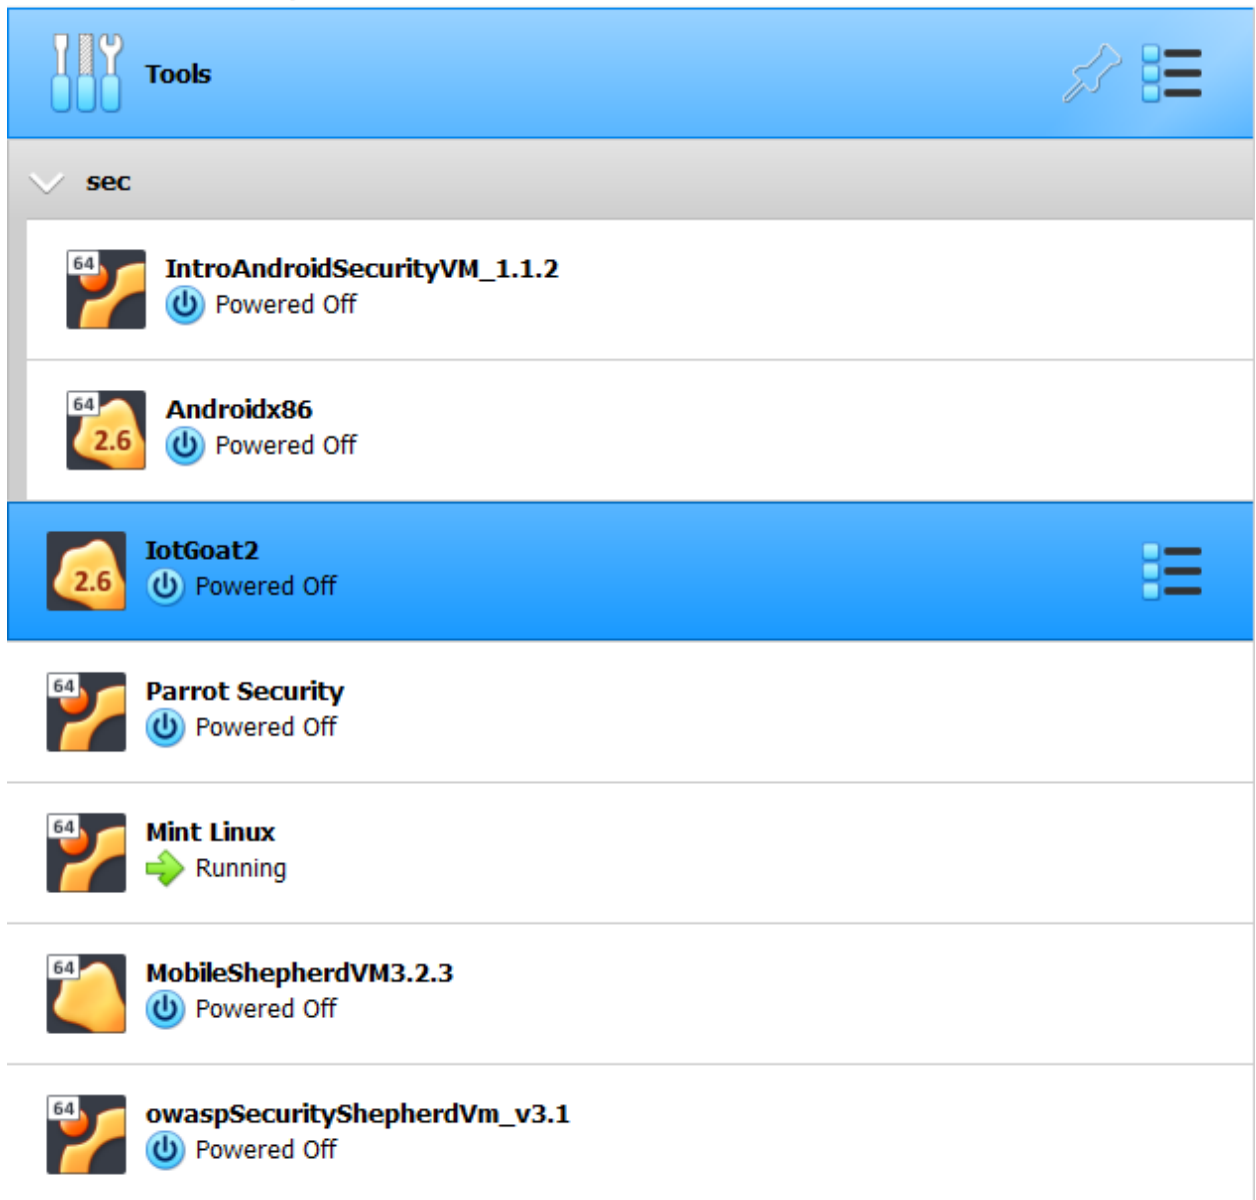 Tools
sec
64
IntroAndroidSecurityVM_1.1.2
Powered Off
64
2.6
Androidx86
Powered Off
2.6
IotGoat2
Powered Off
64
Parrot Security
Powered Off
64
Mint Linux
Running
64
MobileShepherdVM3.2.3
Powered Off
64
owaspSecurityShepherdVm_v3.1
Powered Off